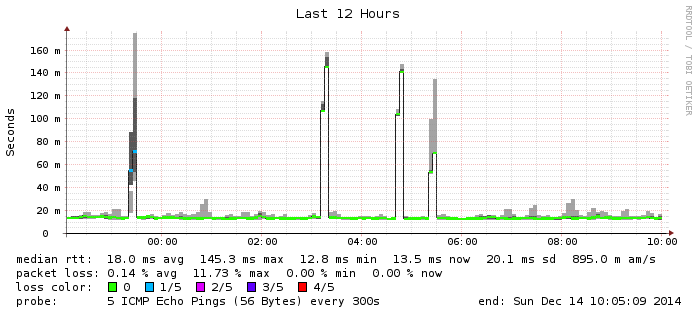 Last 12 Hours
RRDTOOL / TOBI OETIKER
Seconds
160 m
140 m
120 m
100 m
80 m
60 m
40 m
20 m
0
00:00 02:00 04:00 06:00 08:00 10:00
median rtt: 18.0 ms avg 145.3 ms max 12.8 ms min 13.5 ms now 20.1 ms sd 895.0 m am/s
packet loss: 0.14 % avg 11.73 % max 0.00 % min 0.00 % now
loss color: 0 1/5 2/5 3/5 4/5
probe: 5 ICMP Echo Pings (56 Bytes) every 300s end: Sun Dec 14 10:05:09 2014